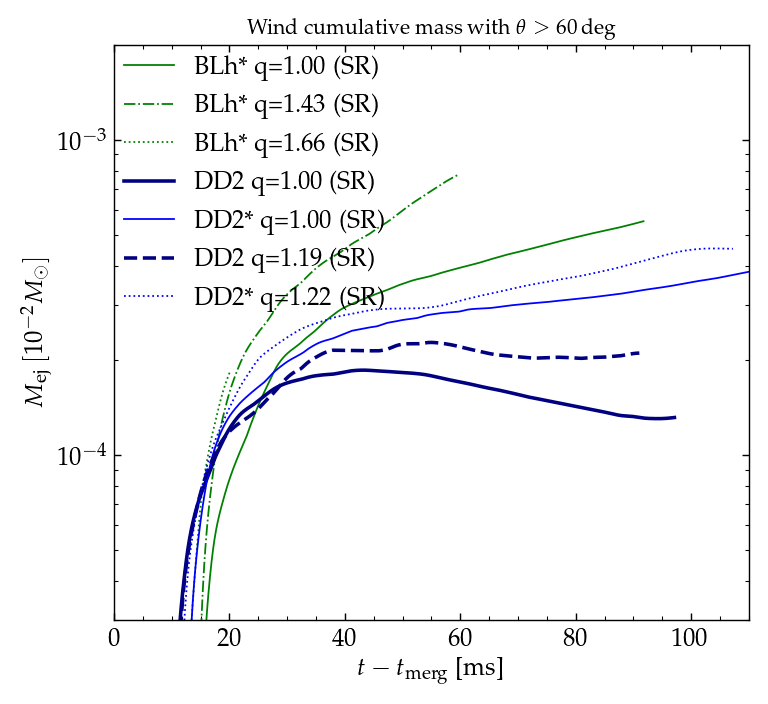 Wind cumulative mass with θ > 60 deg
BLh* q=1.00 (SR)
BLh* q=1.43 (SR)
BLh* q=1.66 (SR)
DD2 q=1.00 (SR)
DD2* q=1.00 (SR)
DD2 q=1.19 (SR)
DD2* q=1.22 (SR)
10⁻³
10⁻⁴
M_ej [10⁻² M_⊙]
0 20 40 60 80 100
t − t_merg [ms]